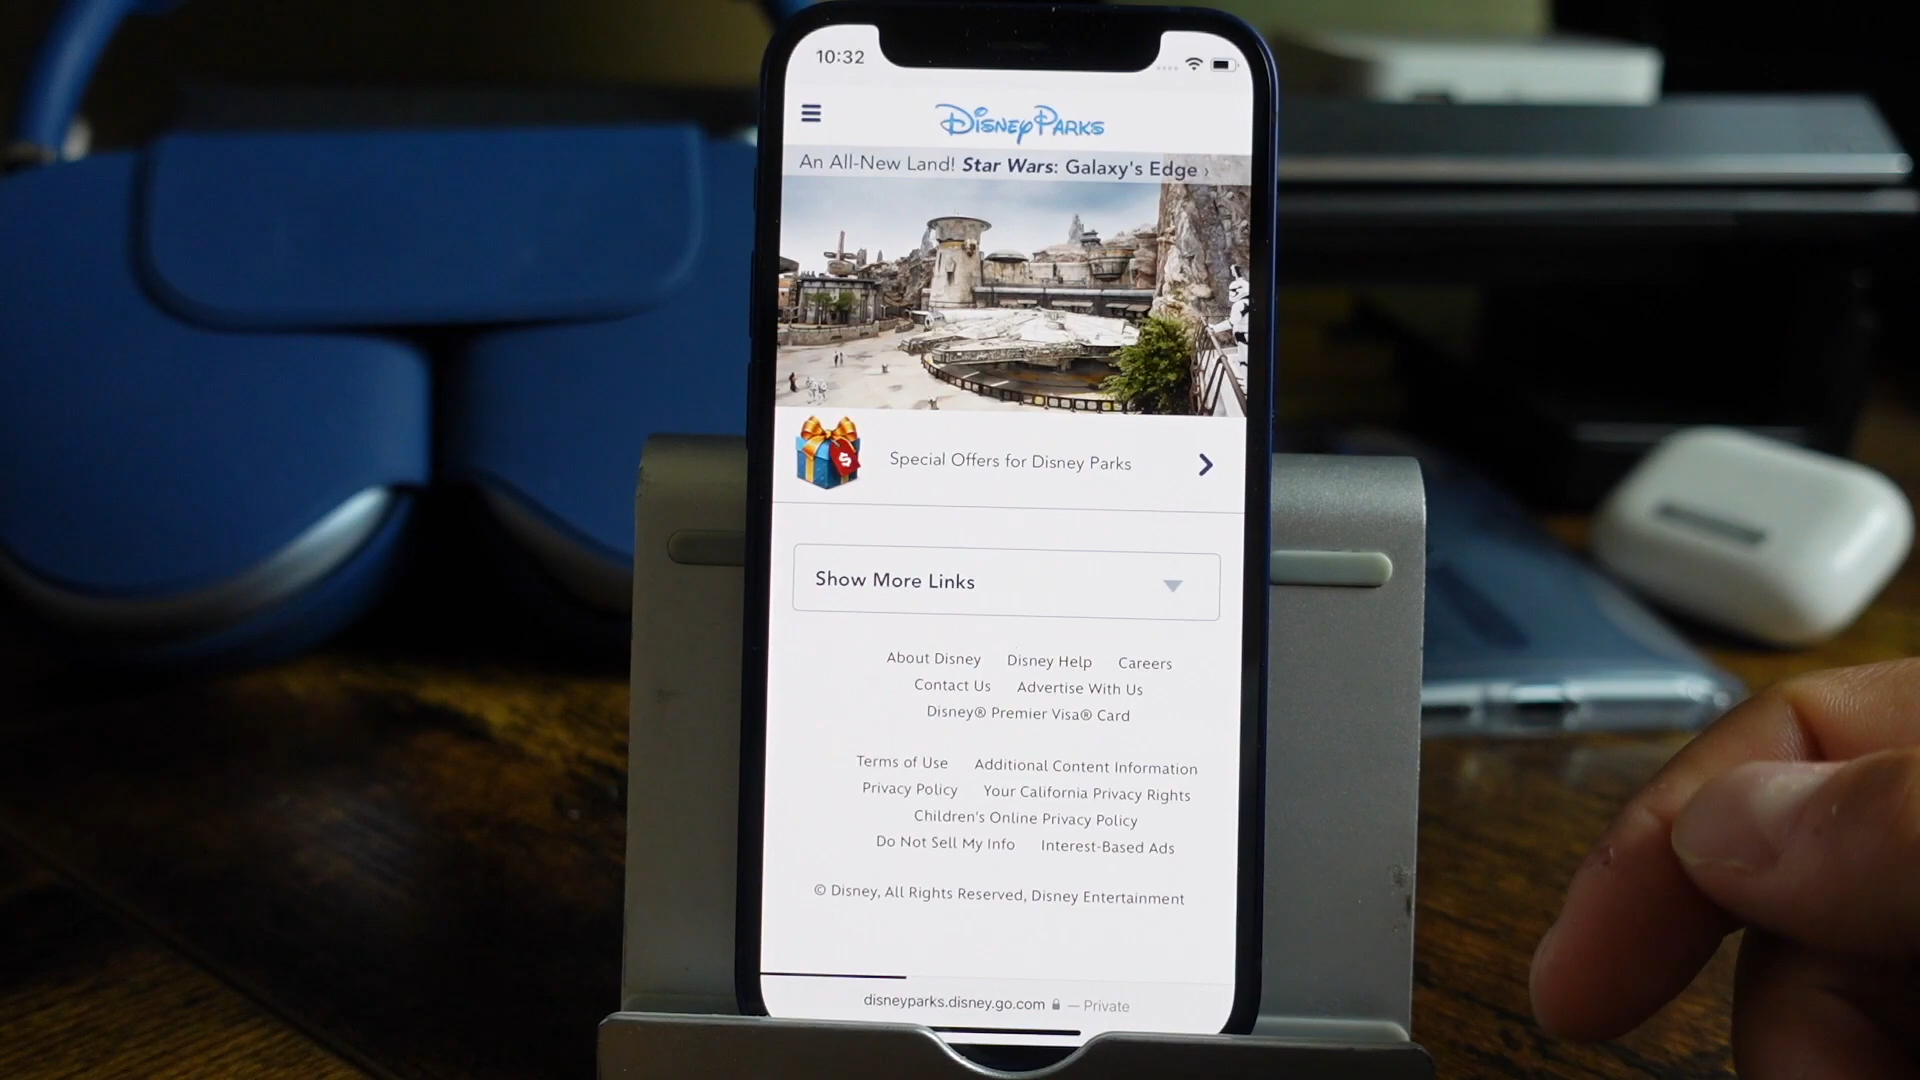 10:32
Disney Parks
An All-New Land! Star Wars: Galaxy's Edge ›
$
Special Offers for Disney Parks
Show More Links
About Disney Disney Help Careers
Contact Us Advertise With Us
Disney® Premier Visa® Card
Terms of Use Additional Content Information
Privacy Policy Your California Privacy Rights
Children's Online Privacy Policy
Do Not Sell My Info Interest-Based Ads
© Disney, All Rights Reserved, Disney Entertainment
disneyparks.disney.go.com — Private